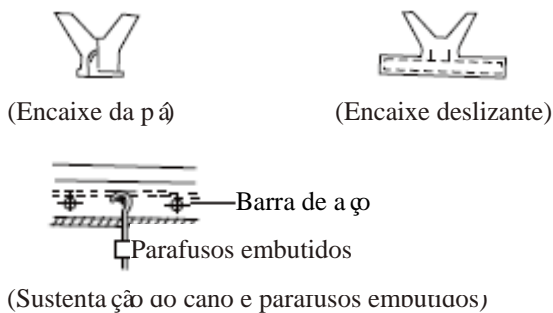 (Encaixe da pá)
(Encaixe deslizante)
Barra de aço
Parafusos embutidos
(Sustentação do cano e parafusos embutidos)